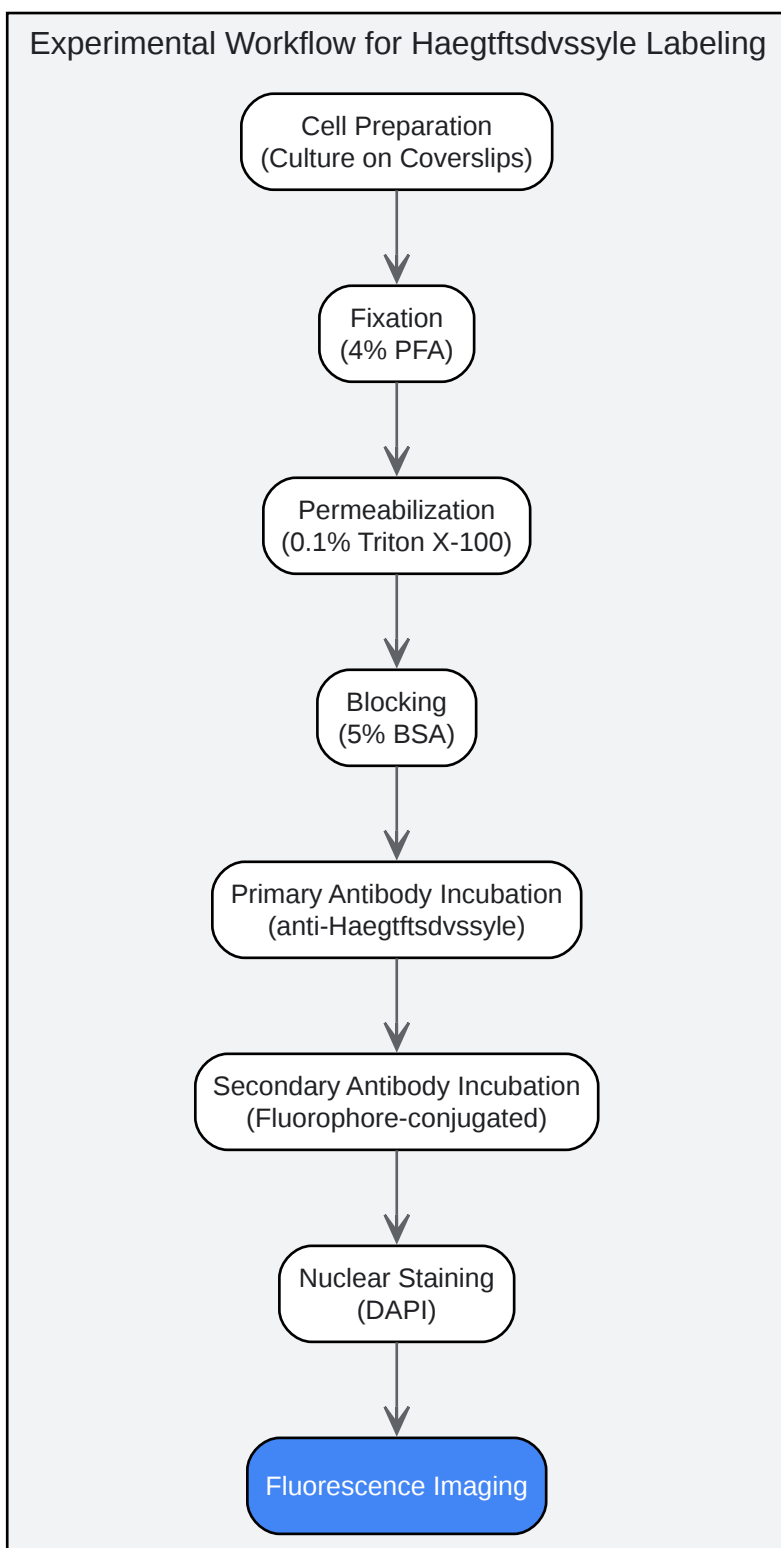 Experimental Workflow for Haegtftsdvssyle Labeling
Cell Preparation
(Culture on Coverslips)
Fixation
(4% PFA)
Permeabilization
(0.1% Triton X-100)
Blocking
(5% BSA)
Primary Antibody Incubation
(anti-Haegtftsdvssyle)
Secondary Antibody Incubation
(Fluorophore-conjugated)
Nuclear Staining
(DAPI)
Fluorescence Imaging